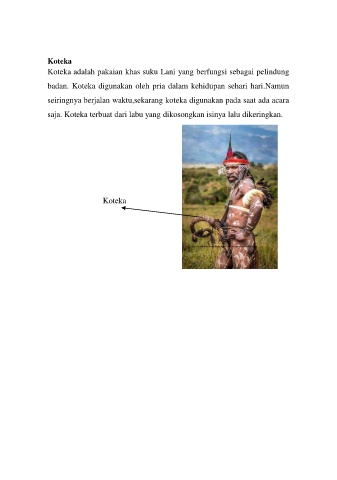 Koteka
Koteka adalah pakaian khas suku Lani yang berfungsi sebagai pelindung
badan. Koteka digunakan oleh pria dalam kehidupan sehari hari.Namun
seiringnya berjalan waktu,sekarang koteka digunakan pada saat ada acara
saja. Koteka terbuat dari labu yang dikosongkan isinya lalu dikeringkan.
Koteka